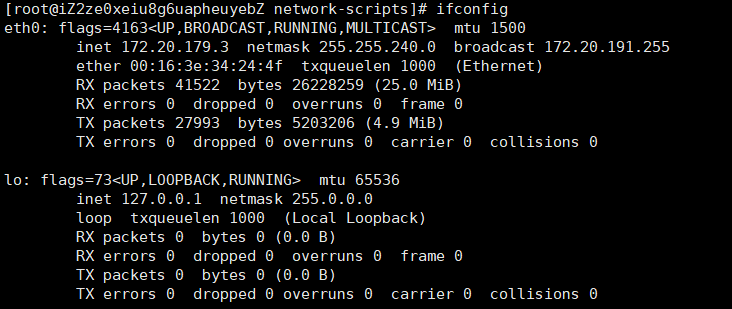 [root@iZ2ze0xeiu8g6uapheuyebZ network-scripts]# ifconfig
eth0: flags=4163<UP,BROADCAST,RUNNING,MULTICAST>  mtu 1500
        inet 172.20.179.3  netmask 255.255.240.0  broadcast 172.20.191.255
        ether 00:16:3e:34:24:4f  txqueuelen 1000  (Ethernet)
        RX packets 41522  bytes 26228259 (25.0 MiB)
        RX errors 0  dropped 0  overruns 0  frame 0
        TX packets 27993  bytes 5203206 (4.9 MiB)
        TX errors 0  dropped 0 overruns 0  carrier 0  collisions 0

lo: flags=73<UP,LOOPBACK,RUNNING>  mtu 65536
        inet 127.0.0.1  netmask 255.0.0.0
        loop  txqueuelen 1000  (Local Loopback)
        RX packets 0  bytes 0 (0.0 B)
        RX errors 0  dropped 0  overruns 0  frame 0
        TX packets 0  bytes 0 (0.0 B)
        TX errors 0  dropped 0 overruns 0  carrier 0  collisions 0